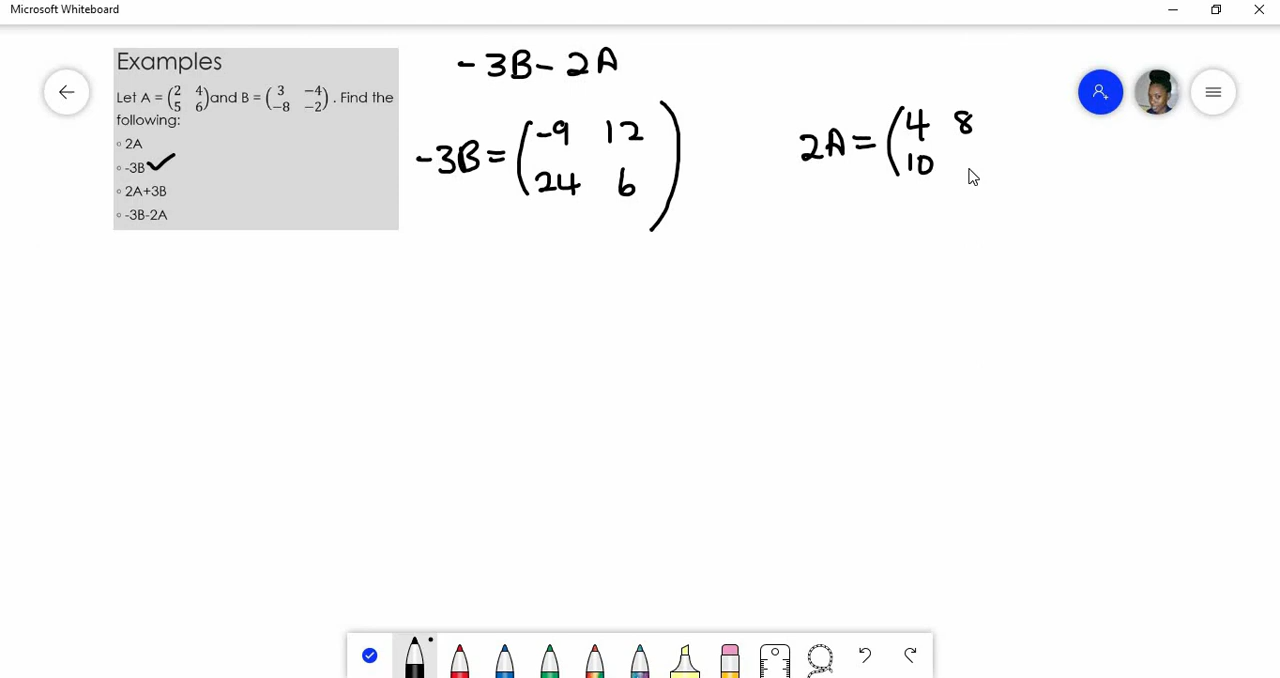 Microsoft Whiteboard
Examples
Let A = (2 4
5 6) and B = (3 −4
−8 −2) . Find the
following:
◦ 2A
◦ -3B ✓
◦ 2A+3B
◦ -3B-2A
-3B-2A
-3B = (-9 12
24 6)
2A = (4 8
10